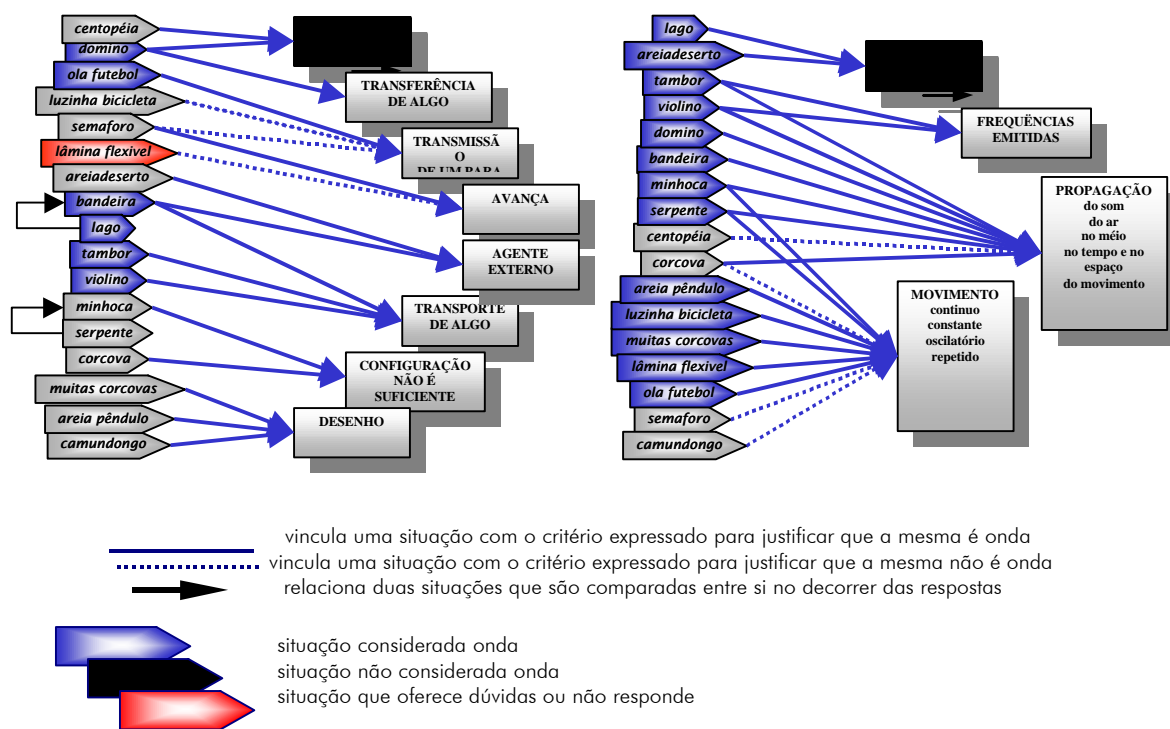 centopéia
domino
ola futebol
luzinha bicicleta
semaforo
lâmina flexivel
areiadeserto
bandeira
lago
tambor
violino
minhoca
serpente
corcova
muitas corcovas
areia pêndulo
camundongo
TRANSFERÊNCIA
DE ALGO
TRANSMISSÃ
O
DE UM PARA
AVANÇA
AGENTE
EXTERNO
TRANSPORTE
DE ALGO
CONFIGURAÇÃO
NÃO É
SUFICIENTE
DESENHO
lago
areiadeserto
tambor
violino
domino
bandeira
minhoca
serpente
centopéia
corcova
areia pêndulo
luzinha bicicleta
muitas corcovas
lâmina flexivel
ola futebol
semaforo
camundongo
FREQUËNCIAS
EMITIDAS
PROPAGAÇÃO
do som
do ar
no méio
no tempo e no
espaço
do movimento
MOVIMENTO
continuo
constante
oscilatório
repetido
vincula uma situação com o critério expressado para justificar que a mesma é onda
vincula uma situação com o critério expressado para justificar que a mesma não é onda
relaciona duas situações que são comparadas entre si no decorrer das respostas
situação considerada onda
situação não considerada onda
situação que oferece dúvidas ou não responde